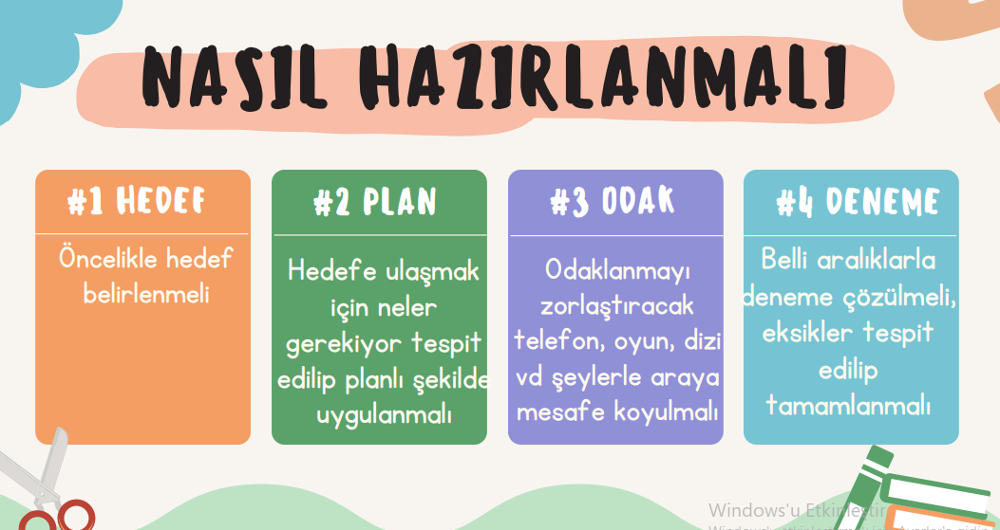 NASIL HAZIRLANMALI
#1 HEDEF
Öncelikle hedef
belirlenmeli
#2 PLAN
Hedefe ulaşmak
için neler
gerekiyor tespit
edilip planlı şekilde
uygulanmalı
#3 ODAK
Odaklanmayı
zorlaştıracak
telefon, oyun, dizi
vd şeylerle araya
mesafe koyulmalı
#4 DENEME
Belli aralıklarla
deneme çözülmeli,
eksikler tespit
edilip
tamamlanmalı
Windows'u Etkinleştir